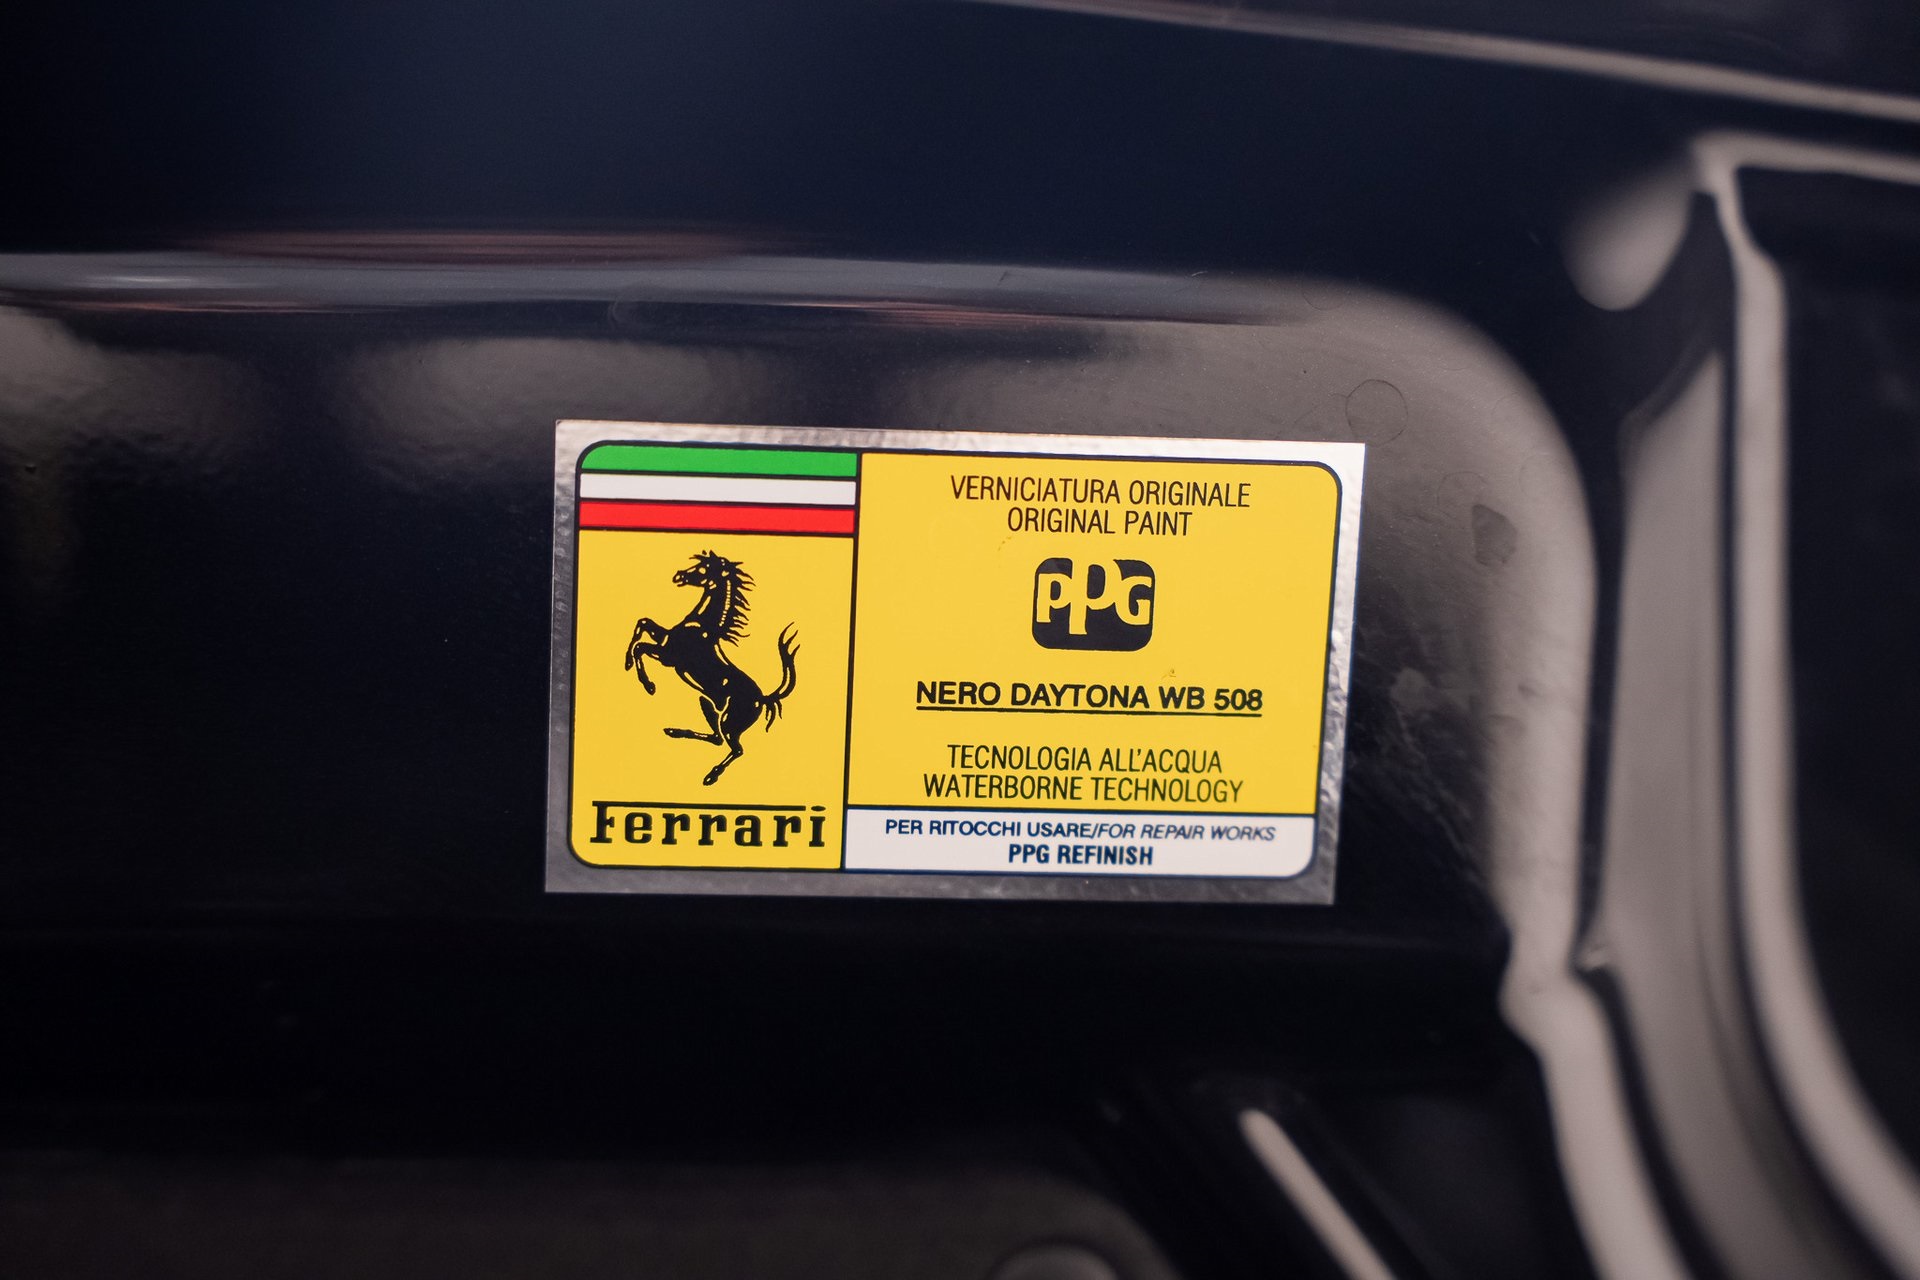 VERNICIATURA ORIGINALE
ORIGINAL PAINT
PPG
NERO DAYTONA WB 508
TECNOLOGIA ALL'ACQUA
WATERBORNE TECHNOLOGY
Ferrari
PER RITOCCHI USARE/FOR REPAIR WORKS
PPG REFINISH